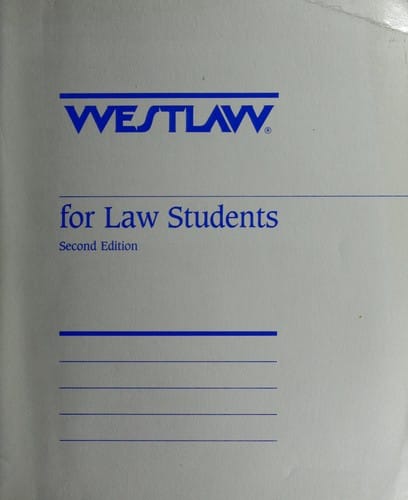 WESTLAW®
for Law Students
Second Edition